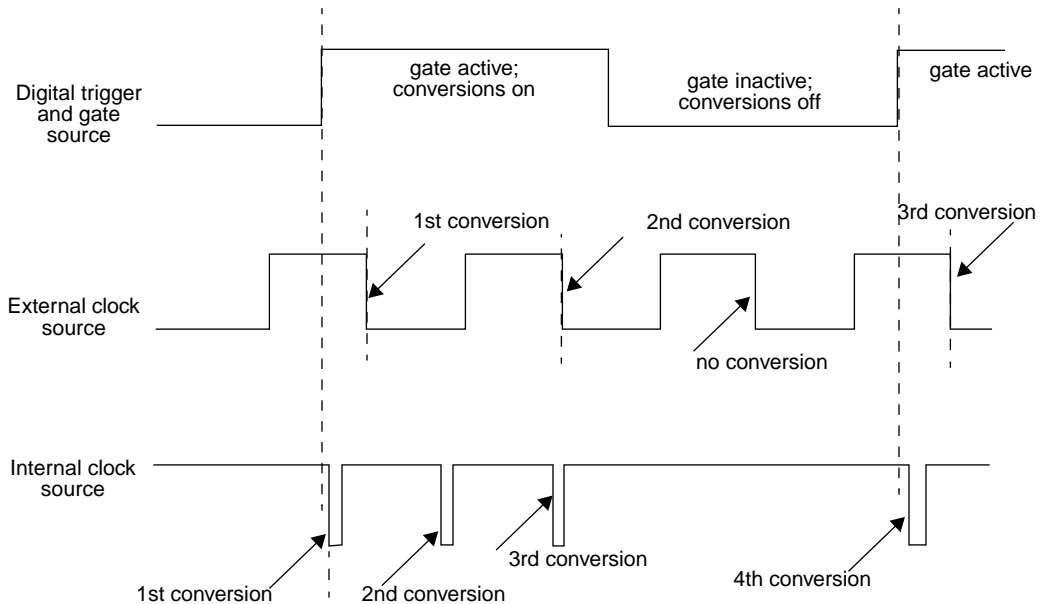 Digital trigger
and gate
source
gate active;
conversions on
gate inactive;
conversions off
gate active
External clock
source
1st conversion
2nd conversion
no conversion
3rd conversion
Internal clock
source
1st conversion
2nd conversion
3rd conversion
4th conversion